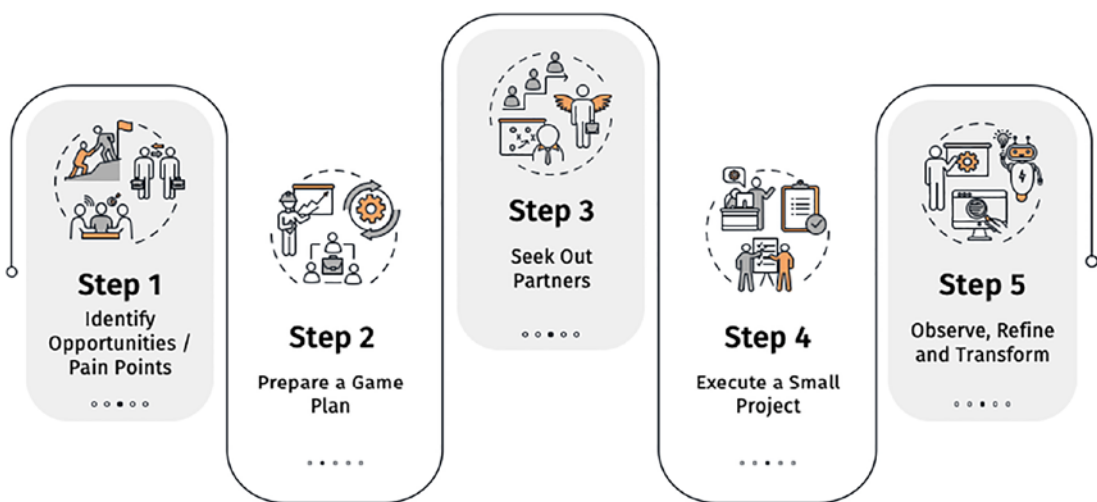 Step 1
Identify
Opportunities /
Pain Points
Step 2
Prepare a Game
Plan
Step 3
Seek Out
Partners
Step 4
Execute a Small
Project
Step 5
Observe, Refine
and Transform